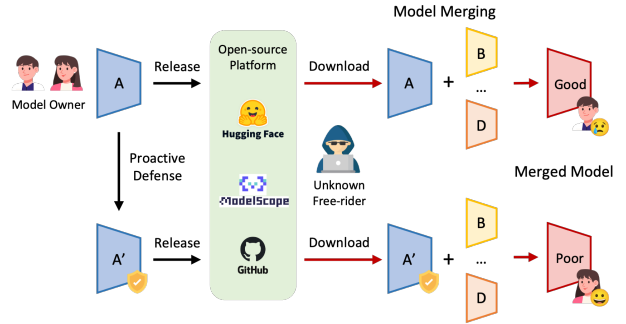 Model Merging
Model Owner
A
Release
Open-source
Platform
Download
A
+
B
...
D
Good
Hugging Face
Proactive
Defense
Unknown
Free-rider
ModelScope
Merged Model
A'
Release
GitHub
Download
A'
+
B
...
D
Poor